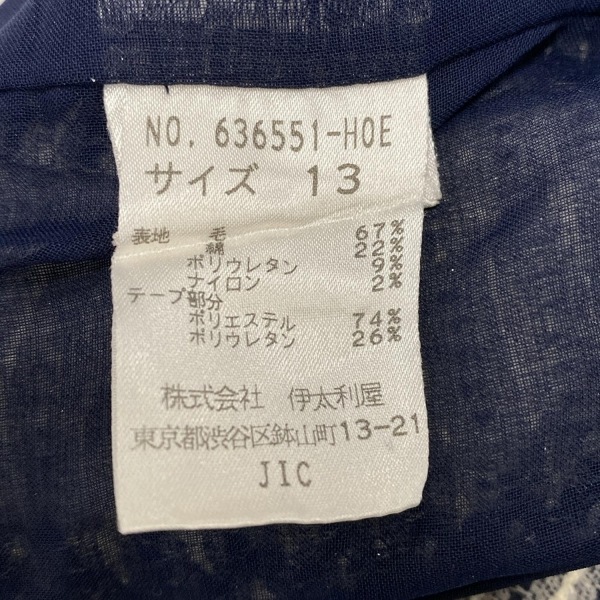 NO. 636551-HOE
サイズ 13
表地 毛 67%
綿 22%
ポリウレタン 9%
ナイロン 2%
テープ部分
ポリエステル 74%
ポリウレタン 26%
株式会社 伊太利屋
東京都渋谷区鉢山町13-21
JIC